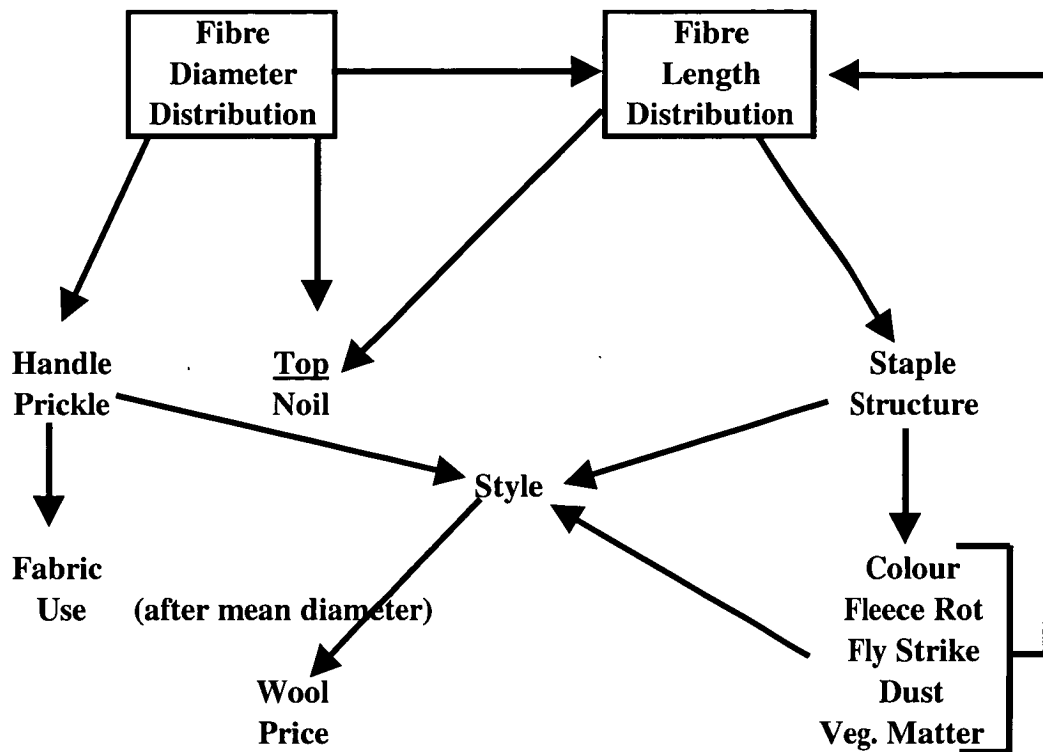 Fibre
Diameter
Distribution
Fibre
Length
Distribution
Handle
Prickle
Top
Noil
Staple
Structure
Style
Fabric
Use (after mean diameter)
Colour
Fleece Rot
Fly Strike
Dust
Veg. Matter
Wool
Price